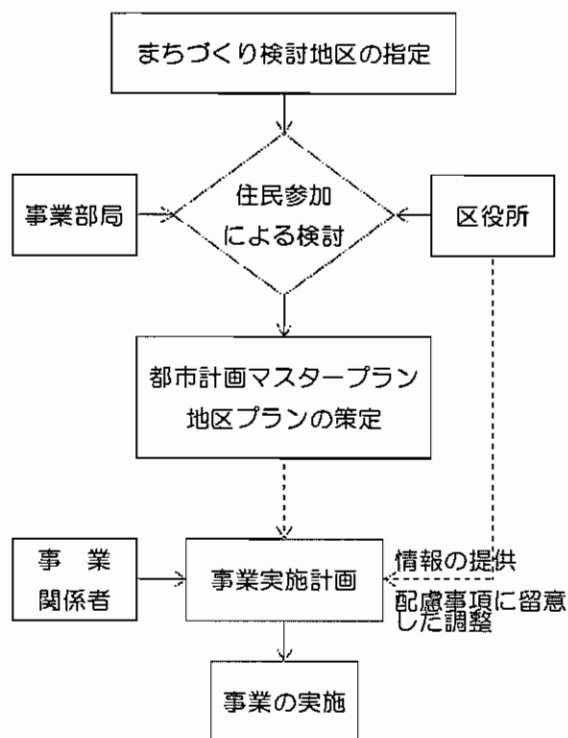 まちづくり検討地区の指定
事業部局
住民参加
による検討
区役所
都市計画マスタープラン
地区プランの策定
事　業
関係者
事業実施計画
情報の提供
配慮事項に留意
した調整
事業の実施